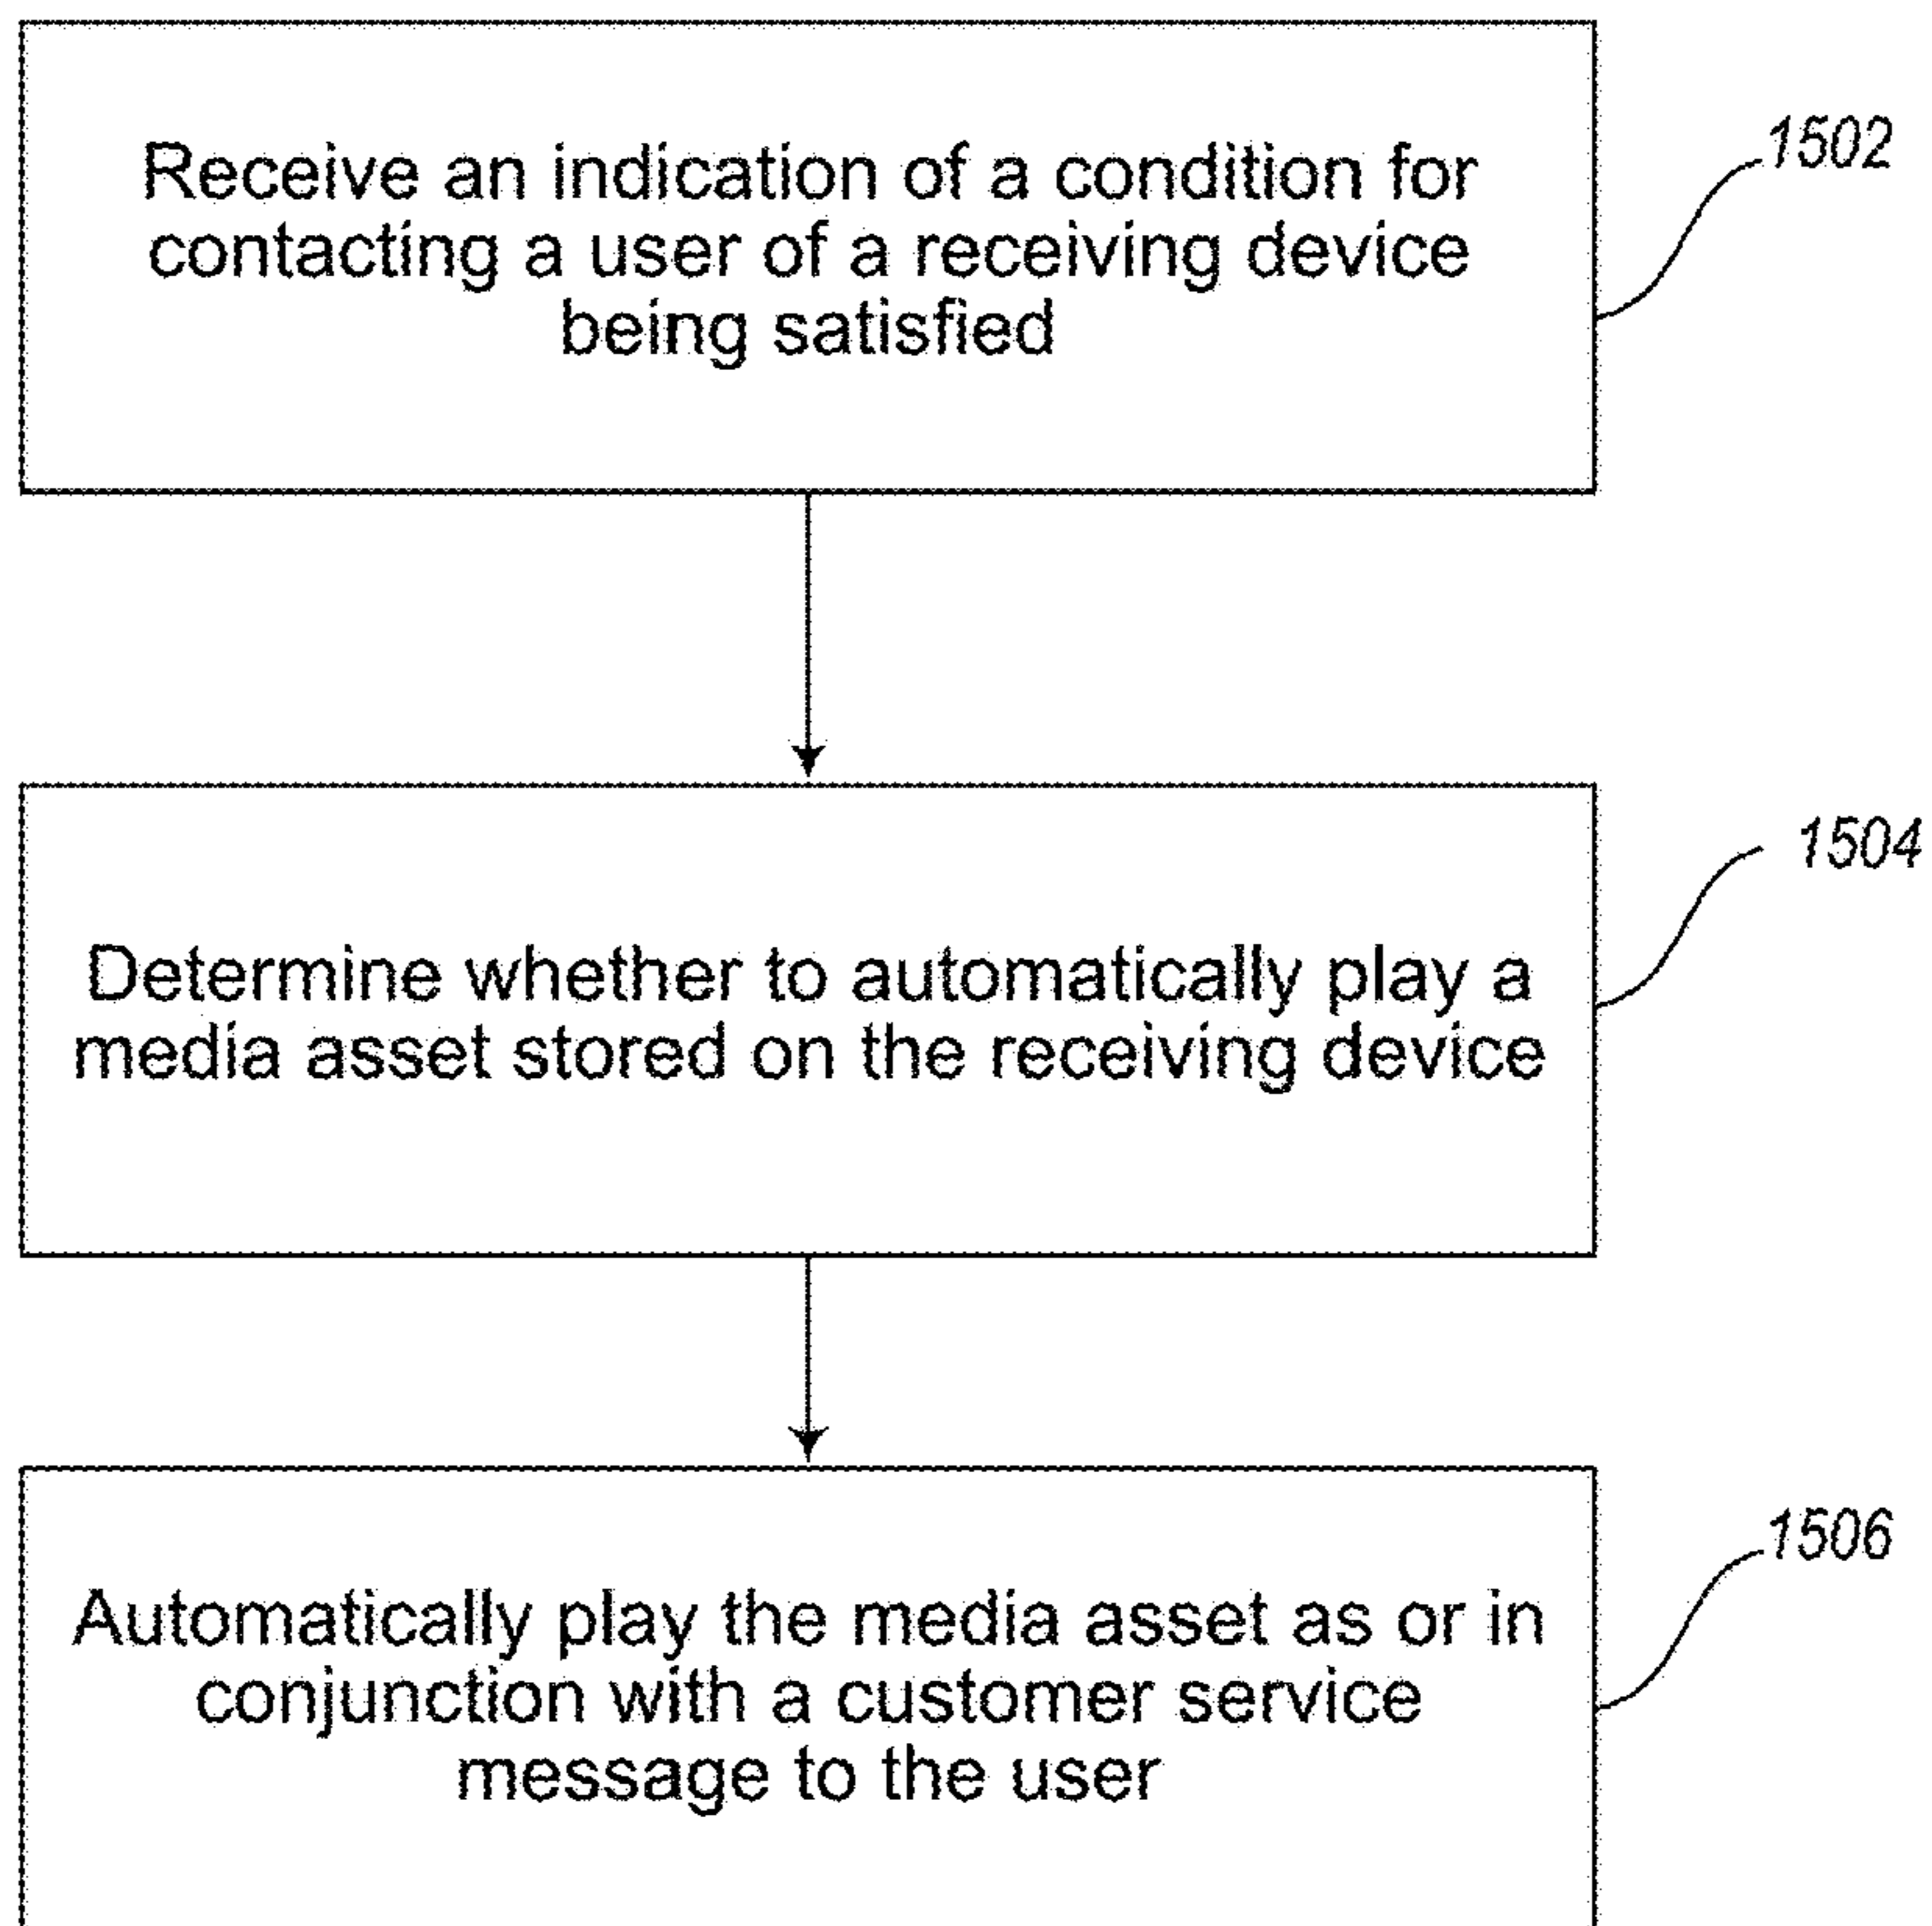 Receive an indication of a condition for
contacting a user of a receiving device
being satisfied
1502
Determine whether to automatically play a
media asset stored on the receiving device
1504
Automatically play the media asset as or in
conjunction with a customer service
message to the user
1506